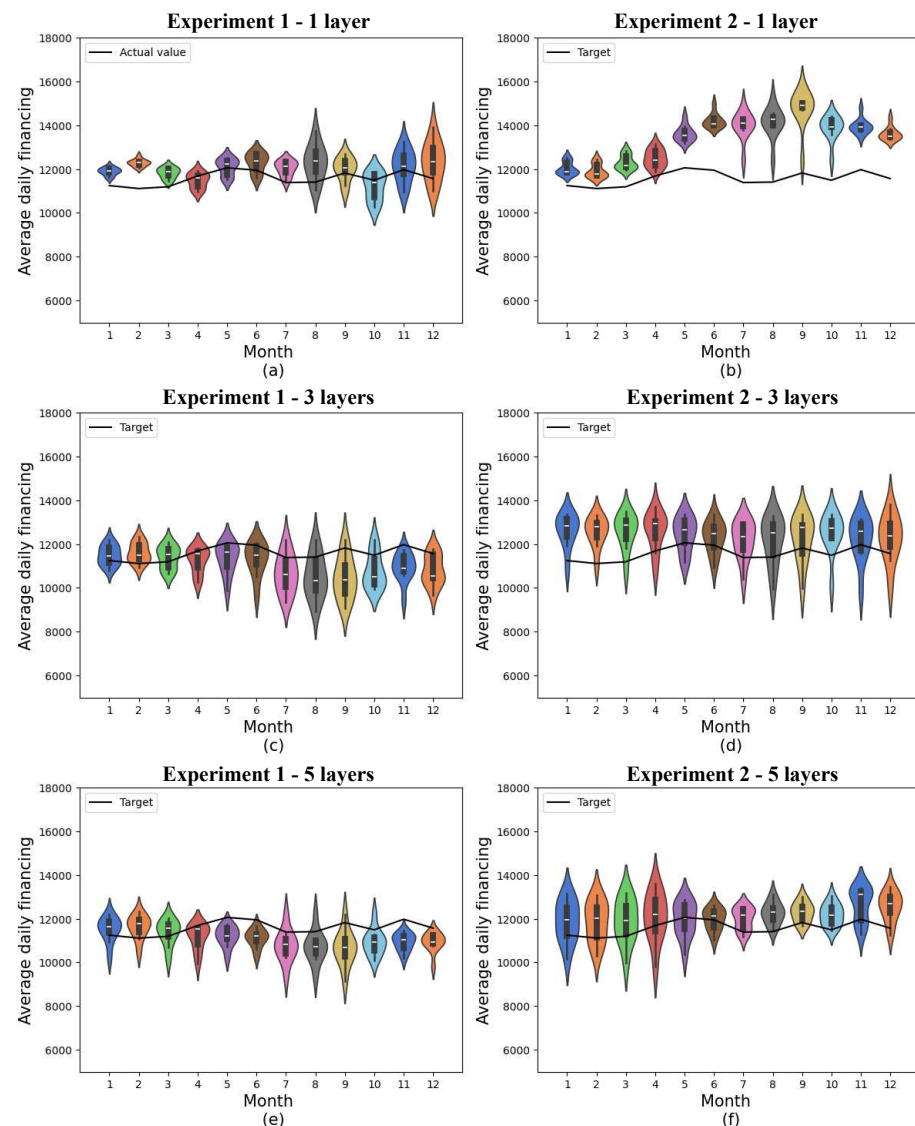 Experiment 1 - 1 layer
Average daily financing
18000
16000
14000
12000
10000
8000
6000
Actual value
1 2 3 4 5 6 7 8 9 10 11 12
Month
(a)
Experiment 2 - 1 layer
Average daily financing
18000
16000
14000
12000
10000
8000
6000
Target
1 2 3 4 5 6 7 8 9 10 11 12
Month
(b)
Experiment 1 - 3 layers
Average daily financing
18000
16000
14000
12000
10000
8000
6000
Target
1 2 3 4 5 6 7 8 9 10 11 12
Month
(c)
Experiment 2 - 3 layers
Average daily financing
18000
16000
14000
12000
10000
8000
6000
Target
1 2 3 4 5 6 7 8 9 10 11 12
Month
(d)
Experiment 1 - 5 layers
Average daily financing
18000
16000
14000
12000
10000
8000
6000
Target
1 2 3 4 5 6 7 8 9 10 11 12
Month
(e)
Experiment 2 - 5 layers
Average daily financing
18000
16000
14000
12000
10000
8000
6000
Target
1 2 3 4 5 6 7 8 9 10 11 12
Month
(f)